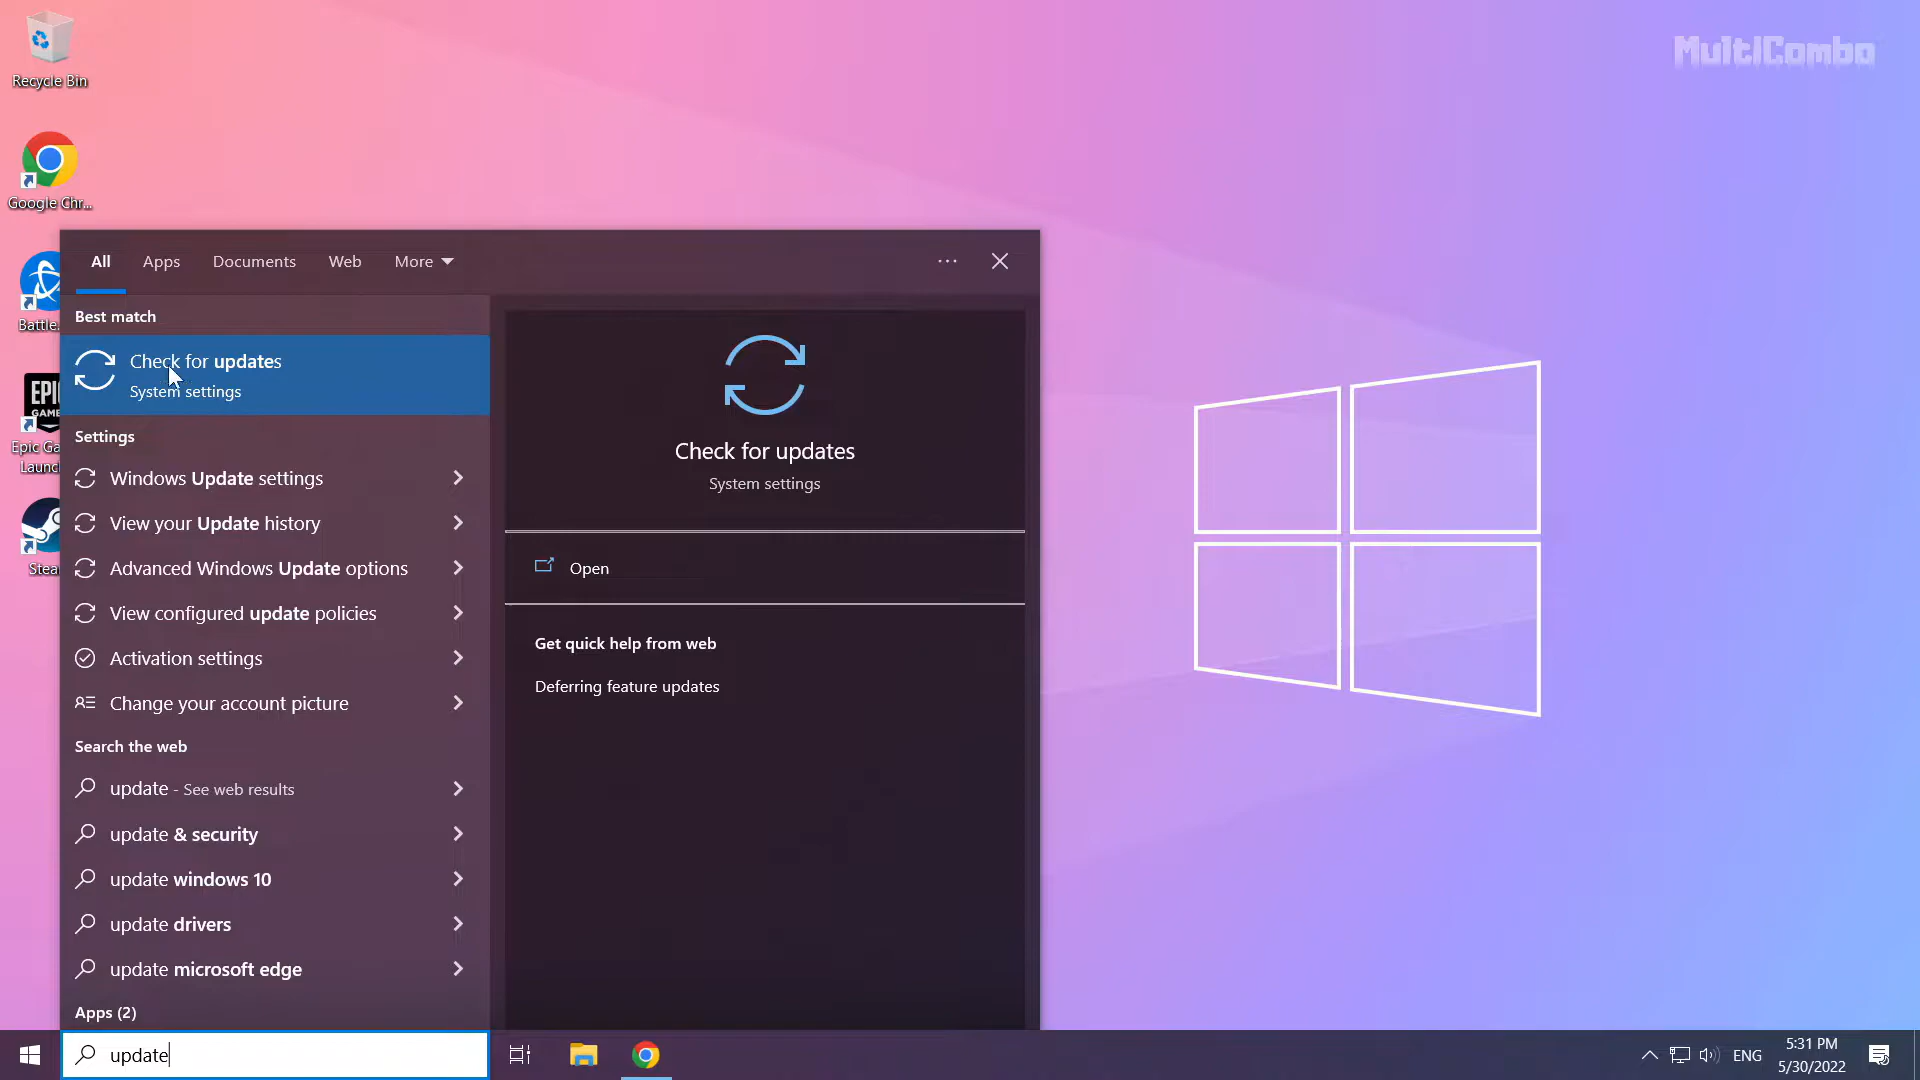 MultiCombo
Recycle Bin
Google Chr...
Battle.
EPIC
GAM
Epic Ga
Launc
Stea
All
Apps
Documents
Web
More
Best match
Check for updates
System settings
Settings
Windows Update settings
View your Update history
Advanced Windows Update options
View configured update policies
Activation settings
Change your account picture
Search the web
update - See web results
update & security
update windows 10
update drivers
update microsoft edge
Apps (2)
Check for updates
System settings
Open
Get quick help from web
Deferring feature updates
update
ENG
5:31 PM
5/30/2022